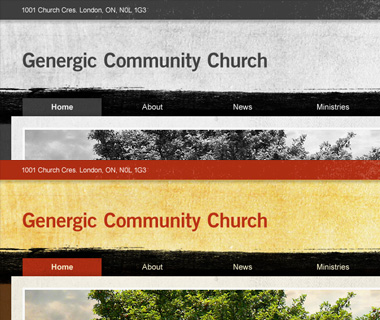 1001 Church Cres. London, ON, N0L 1G3
Genergic Community Church
Home About News Ministries
1001 Church Cres. London, ON, N0L 1G3
Genergic Community Church
Home About News Ministries